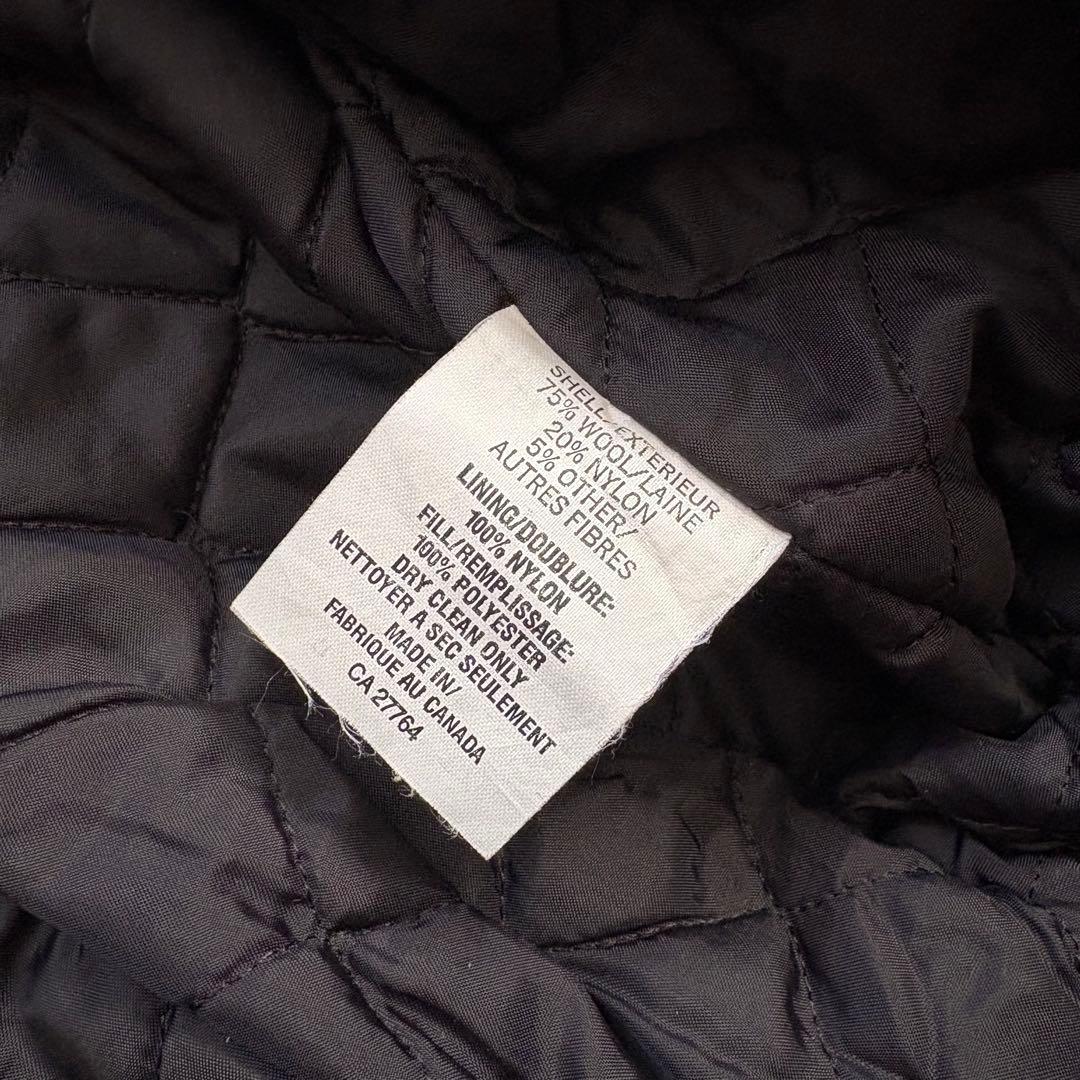 SHELL/EXTERIEUR
75% WOOL/LAINE
20% NYLON
5% OTHER/
AUTRES FIBRES
LINING/DOUBLURE:
100% NYLON
FILL/REMPLISSAGE:
100% POLYESTER
DRY CLEAN ONLY
NETTOYER A SEC SEULEMENT
MADE IN/
FABRIQUE AU CANADA
CA 27764